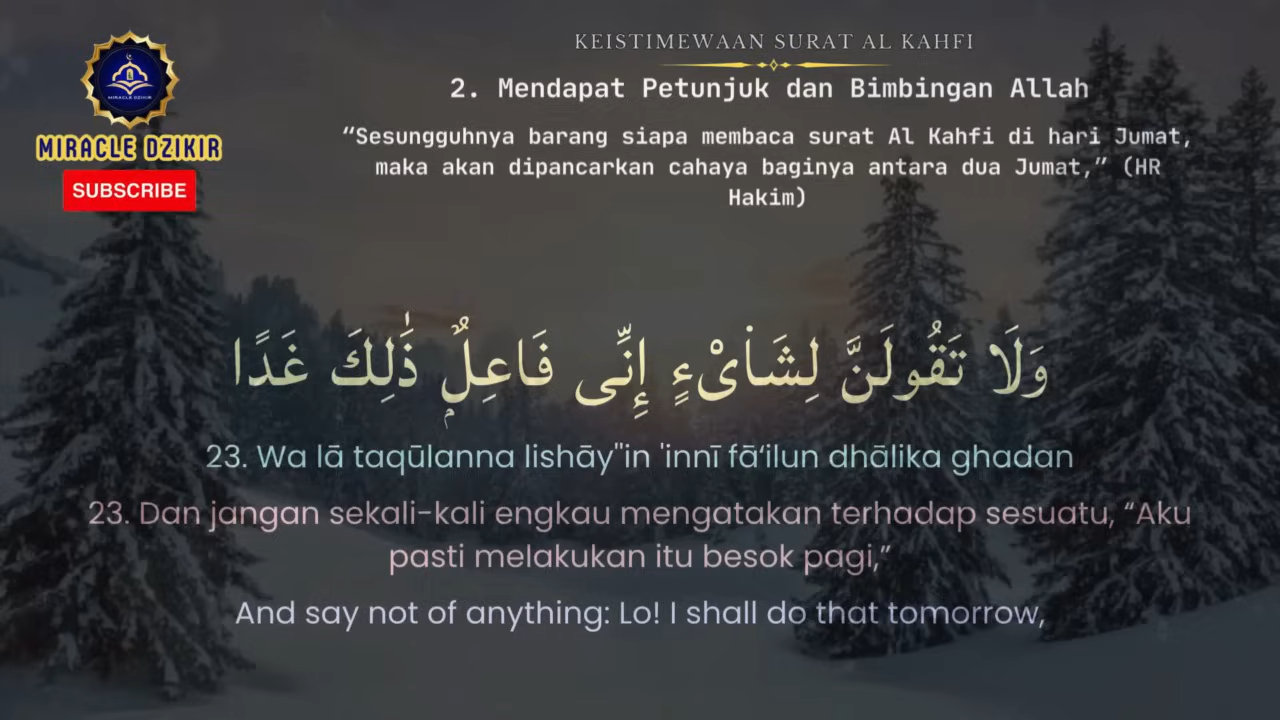 MIRACLE DZIKIR
MIRACLE DZIKIR
SUBSCRIBE
KEISTIMEWAAN SURAT AL KAHFI
2. Mendapat Petunjuk dan Bimbingan Allah
“Sesungguhnya barang siapa membaca surat Al Kahfi di hari Jumat,
maka akan dipancarkan cahaya baginya antara dua Jumat,” (HR
Hakim)
وَلَا تَقُولَنَّ لِشَا۟ىْءٍ إِنِّى فَاعِلٌۭ ذَٰلِكَ غَدًا
23. Wa lā taqūlanna lishāy"in 'innī fā‘ilun dhālika ghadan
23. Dan jangan sekali-kali engkau mengatakan terhadap sesuatu, “Aku
pasti melakukan itu besok pagi,”
And say not of anything: Lo! I shall do that tomorrow,